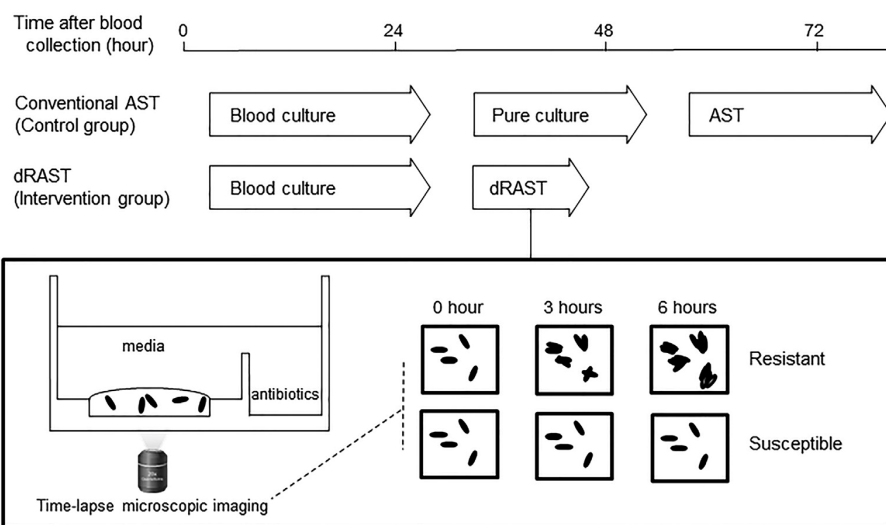 Time after blood
collection (hour)
0 24 48 72
Conventional AST
(Control group)
Blood culture
Pure culture
AST
dRAST
(Intervention group)
Blood culture
dRAST
0 hour 3 hours 6 hours
media
antibiotics
Resistant
Susceptible
20x
Time-lapse microscopic imaging